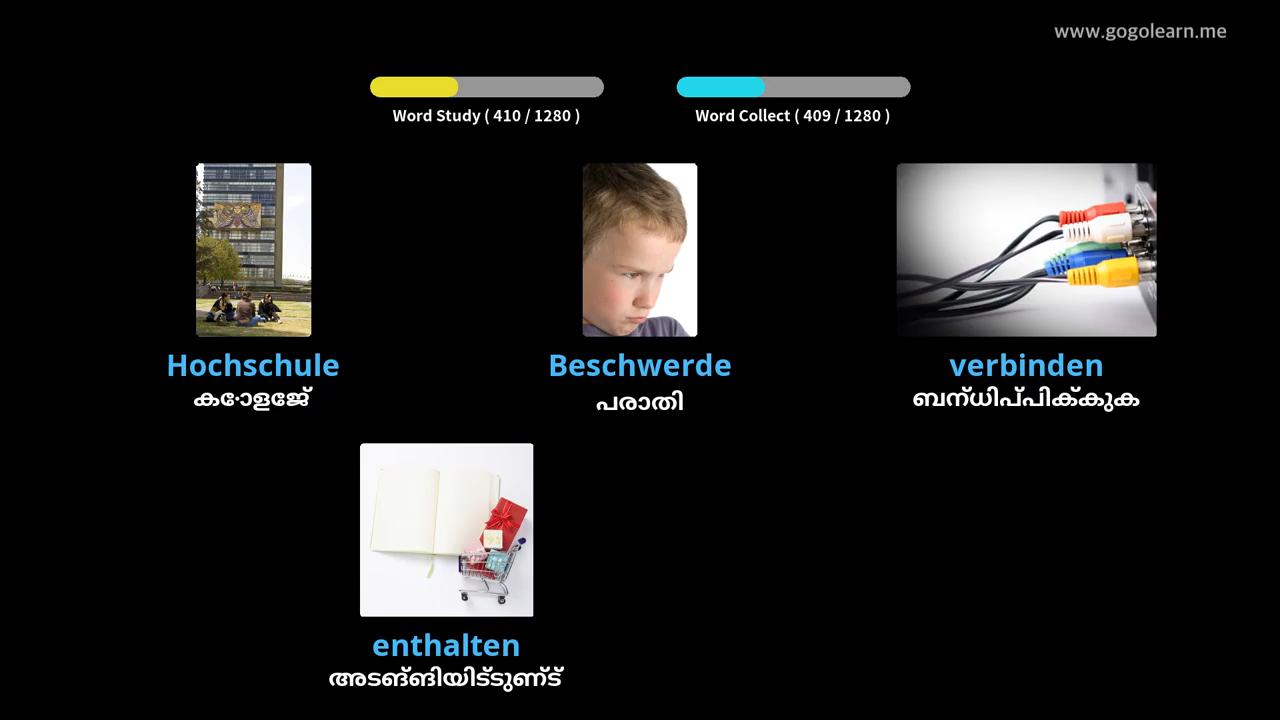 www.gogolearn.me
Word Study ( 410 / 1280 )
Word Collect ( 409 / 1280 )
Hochschule
കോളേജ്
Beschwerde
പരാതി
verbinden
ബന്ധിപ്പിക്കുക
enthalten
അടങ്ങിയിട്ടുണ്ട്